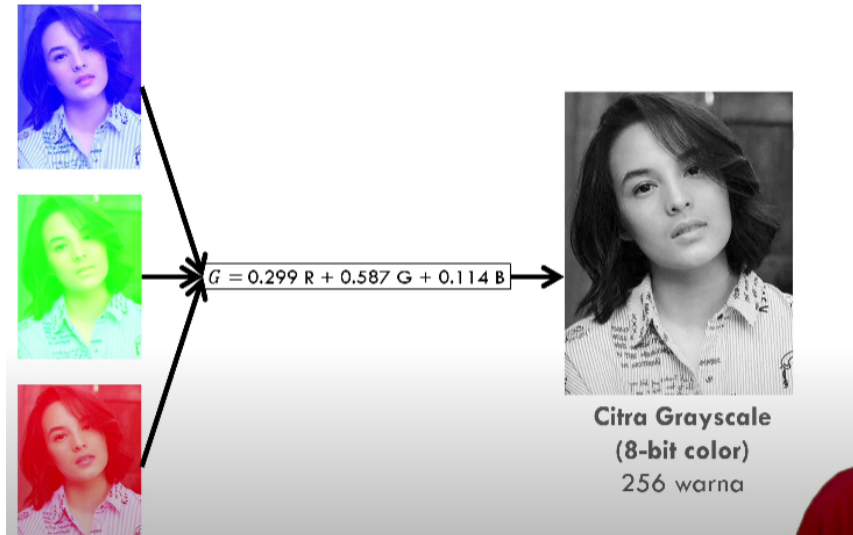 G = 0.299 R + 0.587 G + 0.114 B
Citra Grayscale
(8-bit color)
256 warna